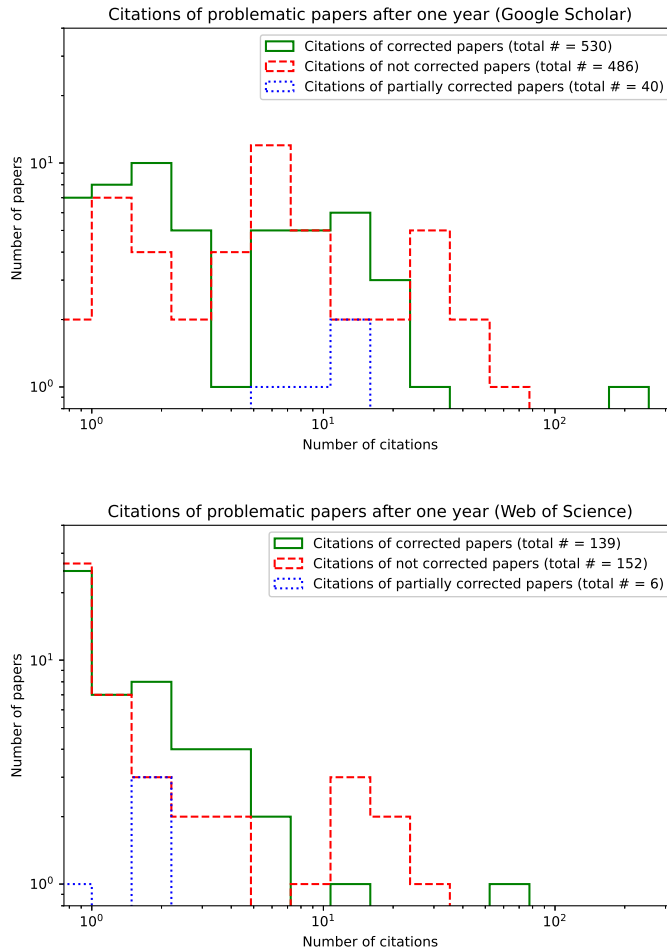 Citations of problematic papers after one year (Google Scholar)
Citations of corrected papers (total # = 530)
Citations of not corrected papers (total # = 486)
Citations of partially corrected papers (total # = 40)
Number of papers
10¹
10⁰
10⁰
10¹
10²
Number of citations
Citations of problematic papers after one year (Web of Science)
Citations of corrected papers (total # = 139)
Citations of not corrected papers (total # = 152)
Citations of partially corrected papers (total # = 6)
Number of papers
10¹
10⁰
10⁰
10¹
10²
Number of citations